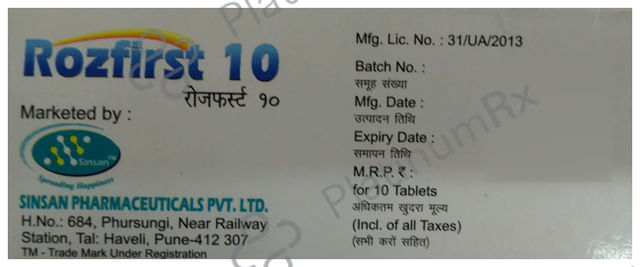 Rozfirst 10
रोजफर्स्ट १०
Marketed by :
Sinsan TM
Spreading Happiness
SINSAN PHARMACEUTICALS PVT. LTD.
H.No.: 684, Phursungi, Near Railway
Station, Tal: Haveli, Pune-412 307
TM - Trade Mark Under Registration
Mfg. Lic. No. : 31/UA/2013
Batch No. :
समूह संख्या
Mfg. Date :
उत्पादन तिथि
Expiry Date :
समापन तिथि
M.R.P. ₹ :
for 10 Tablets
अधिकतम खुदरा मूल्य
(Incl. of all Taxes)
(सभी करों सहित)
PlatinumRx